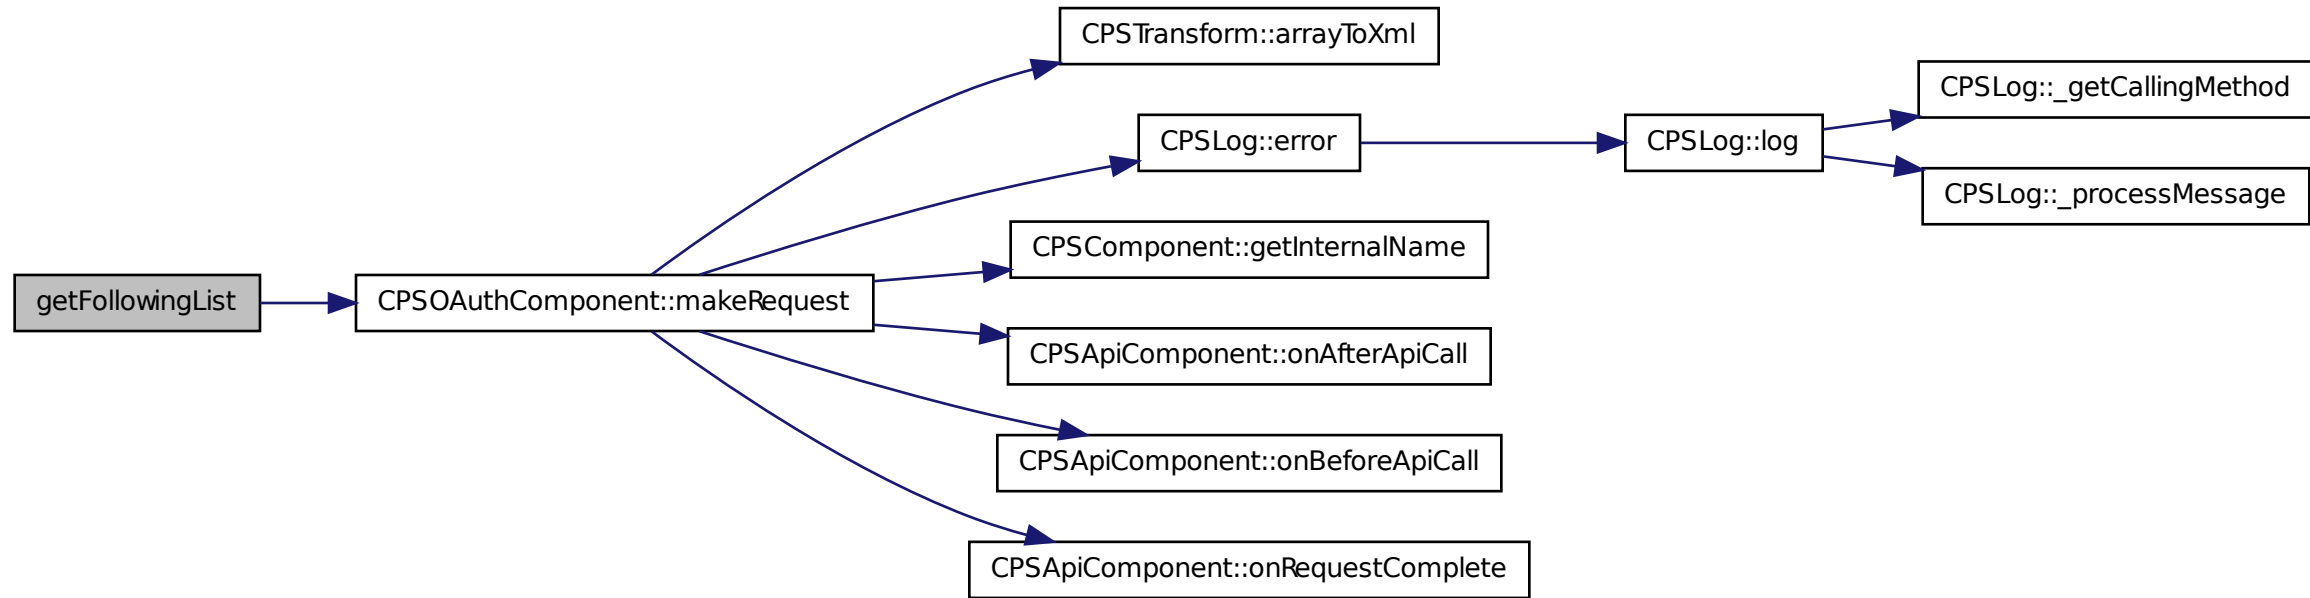 CPSTransform::arrayToXml
CPSLog::_getCallingMethod
CPSLog::error
CPSLog::log
CPSLog::_processMessage
CPSComponent::getInternalName
getFollowingList
CPSOAuthComponent::makeRequest
CPSApiComponent::onAfterApiCall
CPSApiComponent::onBeforeApiCall
CPSApiComponent::onRequestComplete